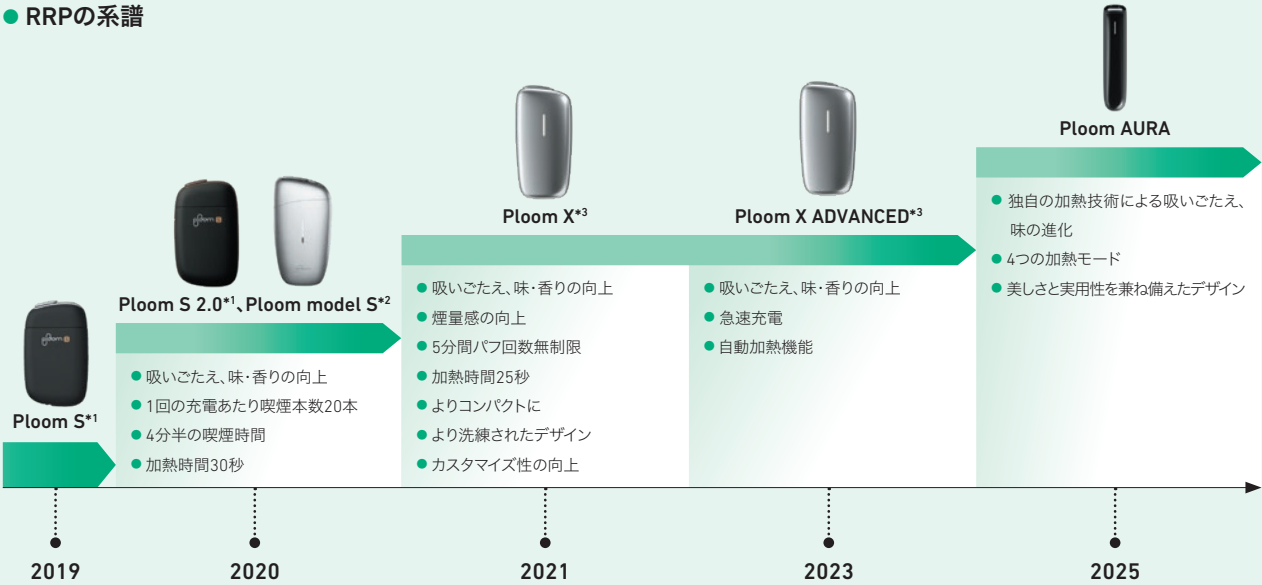 ● RRPの系譜
Ploom S*1
Ploom S 2.0*1、Ploom model S*2
● 吸いごたえ、味・香りの向上
● 1回の充電あたり喫煙本数20本
● 4分半の喫煙時間
● 加熱時間30秒
Ploom X*3
● 吸いごたえ、味・香りの向上
● 煙量感の向上
● 5分間パフ回数無制限
● 加熱時間25秒
● よりコンパクトに
● より洗練されたデザイン
● カスタマイズ性の向上
Ploom X ADVANCED*3
● 吸いごたえ、味・香りの向上
● 急速充電
● 自動加熱機能
Ploom AURA
● 独自の加熱技術による吸いごたえ、
味の進化
● 4つの加熱モード
● 美しさと実用性を兼ね備えたデザイン
2019
2020
2021
2023
2025